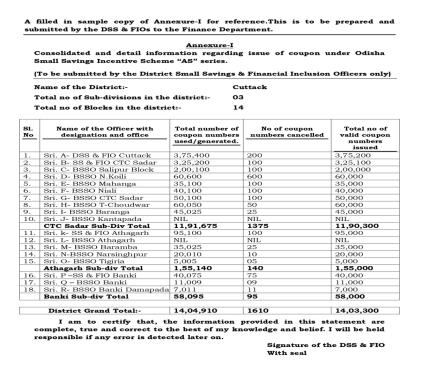 A filled in sample copy of Annexure-I for reference.This is to be prepared and
submitted by the DSS & FIOs to the Finance Department.
Annexure-I
Consolidated and detail information regarding issue of coupon under Odisha
Small Savings Incentive Scheme "AS" series.
(To be submitted by the District Small Savings & Financial Inclusion Officers only)
Name of the District:- Cuttack
Total no of Sub-divisions in the district:- 03
Total no of Blocks in the district:- 14
Sl. No Name of the Officer with designation and office Total number of coupon numbers used/generated. No of coupon numbers cancelled Total no of valid coupon numbers issued
1. Sri. A- DSS & FIO Cuttack 3,75,400 200 3,75,200
2. Sri. B- SS & FIO CTC Sadar 3,25,200 100 3,25,100
3. Sri. C- BSSO Salipur Block 2,00,100 100 2,00,000
4. Sri. D- BSSO N.Koili 60,600 600 60,000
5. Sri. E- BSSO Mahanga 35,100 100 35,000
6. Sri. F- BSSO Niali 40,100 100 40,000
7. Sri. G- BSSO CTC Sadar 50,100 100 50,000
8. Sri. H- BSSO T-Choudwar 60,050 50 60,000
9. Sri. I- BSSO Baranga 45,025 25 45,000
10. Sri. J- BSSO Kantapada NIL NIL NIL
CTC Sadar Sub-Div Total 11,91,675 1375 11,90,300
11. Sri. k- SS & FIO Athagarh 95,100 100 95,000
12. Sri. L- BSSO Athagarh NIL NIL NIL
13. Sri. M- BSSO Baramba 35,025 25 35,000
14. Sri. N-BSSO Narsinghpur 20,010 10 20,000
15. Sri. O- BSSO Tigiria 5,005 05 5,000
Athagarh Sub-div Total 1,55,140 140 1,55,000
16. Sri. P -SS & FIO Banki 40,075 75 40,000
17. Sri. Q – BSSO Banki 11,009 09 11,000
18. Sri. R- BSSO Banki Damapada 7,011 11 7,000
Banki Sub-div Total 58,095 95 58,000
District Grand Total:- 14,04,910 1610 14,03,300
I am to certify that, the information provided in this statement are
complete, true and correct to the best of my knowledge and belief. I will be held
responsible if any error is detected later on.
Signature of the DSS & FIO
With seal